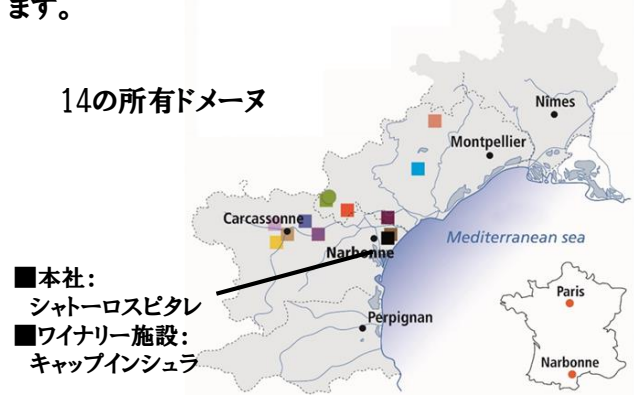 ます。
14の所有ドメーヌ
Nîmes
Montpellier
Carcassonne
Narbonne
Mediterranean sea
■本社:
シャトーロスピタレ
■ワイナリー施設:
キャップインシュラ
Perpignan
Paris
Narbonne